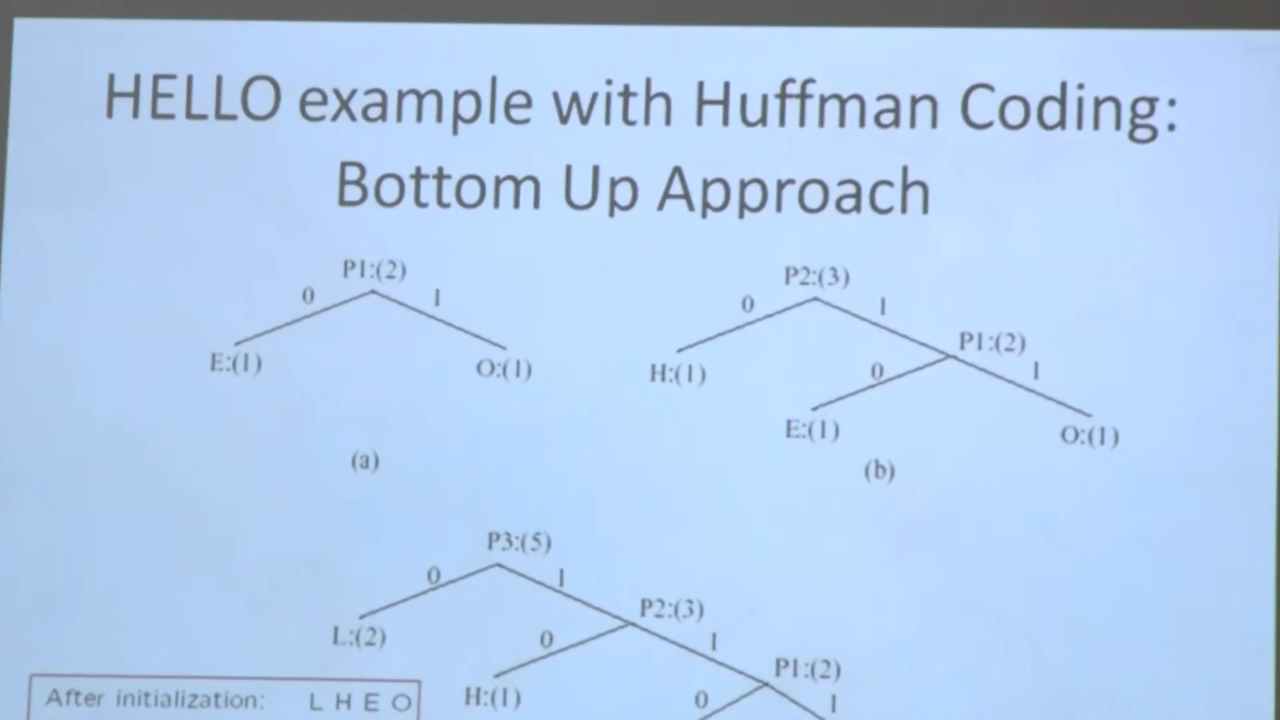 HELLO example with Huffman Coding:
Bottom Up Approach
P1:(2)
0 1
E:(1) O:(1)
(a)
P2:(3)
0 1
H:(1) P1:(2)
0 1
E:(1) O:(1)
(b)
P3:(5)
0 1
L:(2) P2:(3)
0 1
H:(1) P1:(2)
0 1
After initialization: L H E O